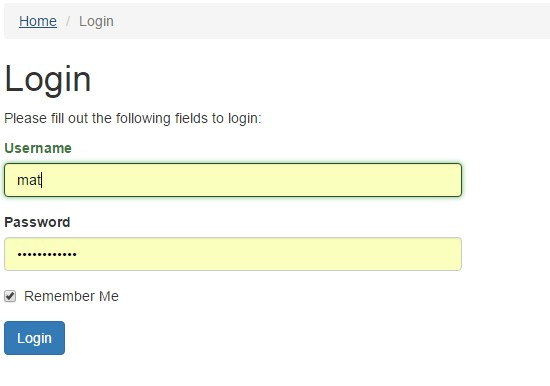 Home / Login
Login
Please fill out the following fields to login:
Username
mat
Password
••••••••••••
Remember Me
Login